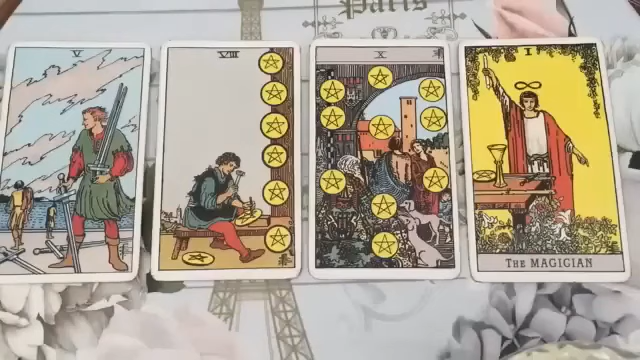 Paris
V
VIII
X
I
THE MAGICIAN